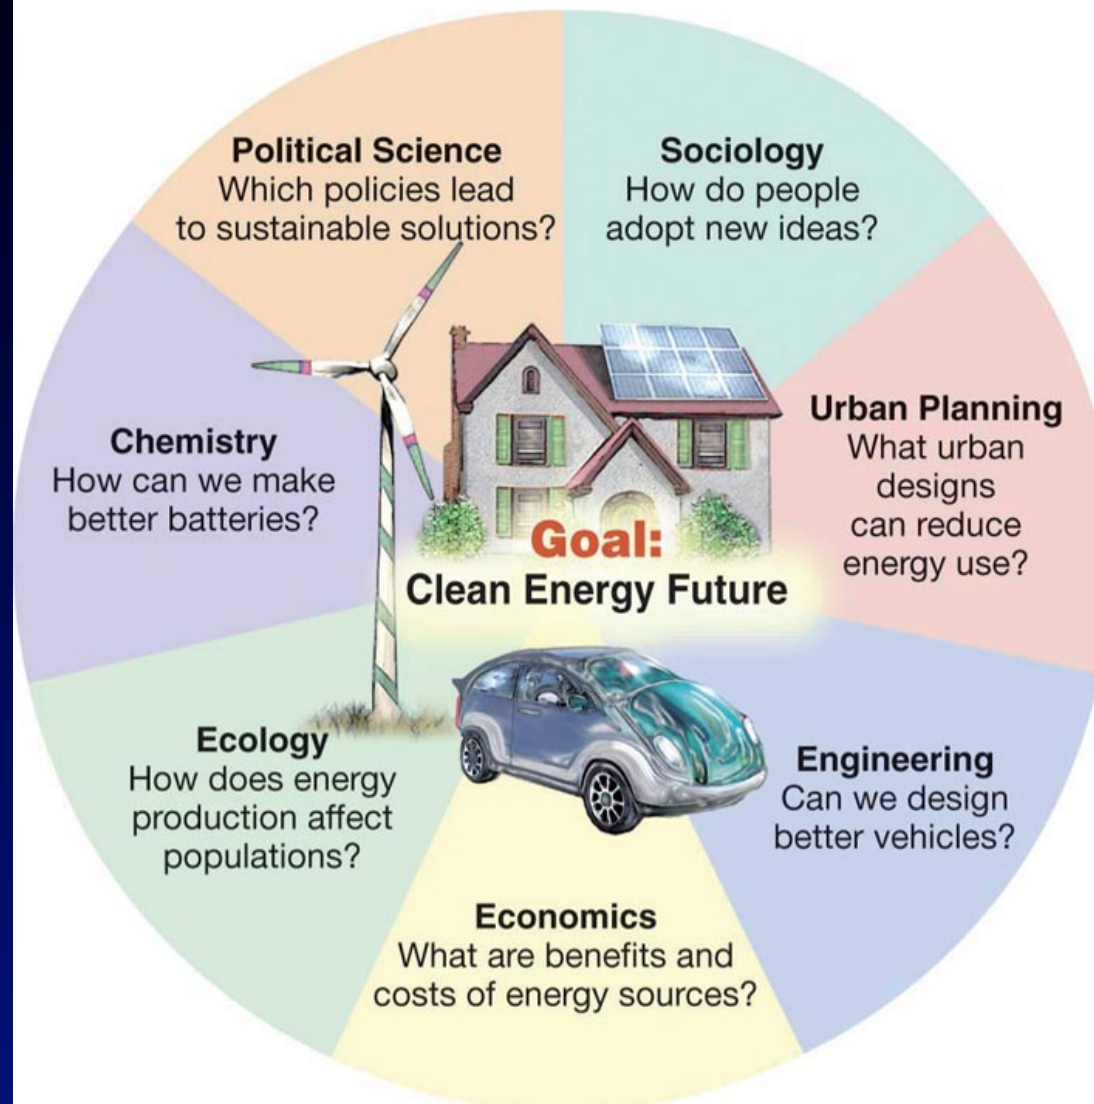 Political Science
Which policies lead
to sustainable solutions?
Sociology
How do people
adopt new ideas?
Urban Planning
What urban
designs
can reduce
energy use?
Engineering
Can we design
better vehicles?
Economics
What are benefits and
costs of energy sources?
Ecology
How does energy
production affect
populations?
Chemistry
How can we make
better batteries?
Goal:
Clean Energy Future